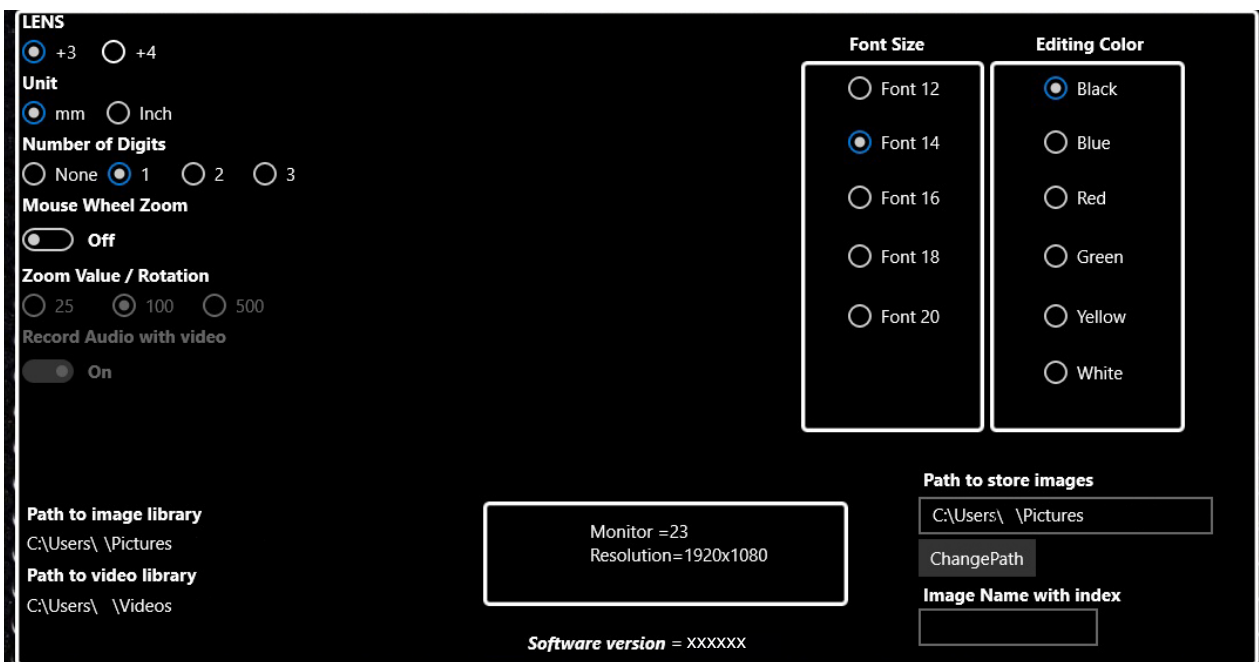 LENS
+3 +4
Unit
mm Inch
Number of Digits
None 1 2 3
Mouse Wheel Zoom
Off
Zoom Value / Rotation
25 100 500
Record Audio with video
On
Font Size
Font 12
Font 14
Font 16
Font 18
Font 20
Editing Color
Black
Blue
Red
Green
Yellow
White
Path to image library
C:\Users\ \Pictures
Path to video library
C:\Users\ \Videos
Monitor =23
Resolution=1920x1080
Software version = XXXXXX
Path to store images
C:\Users\ \Pictures
ChangePath
Image Name with index